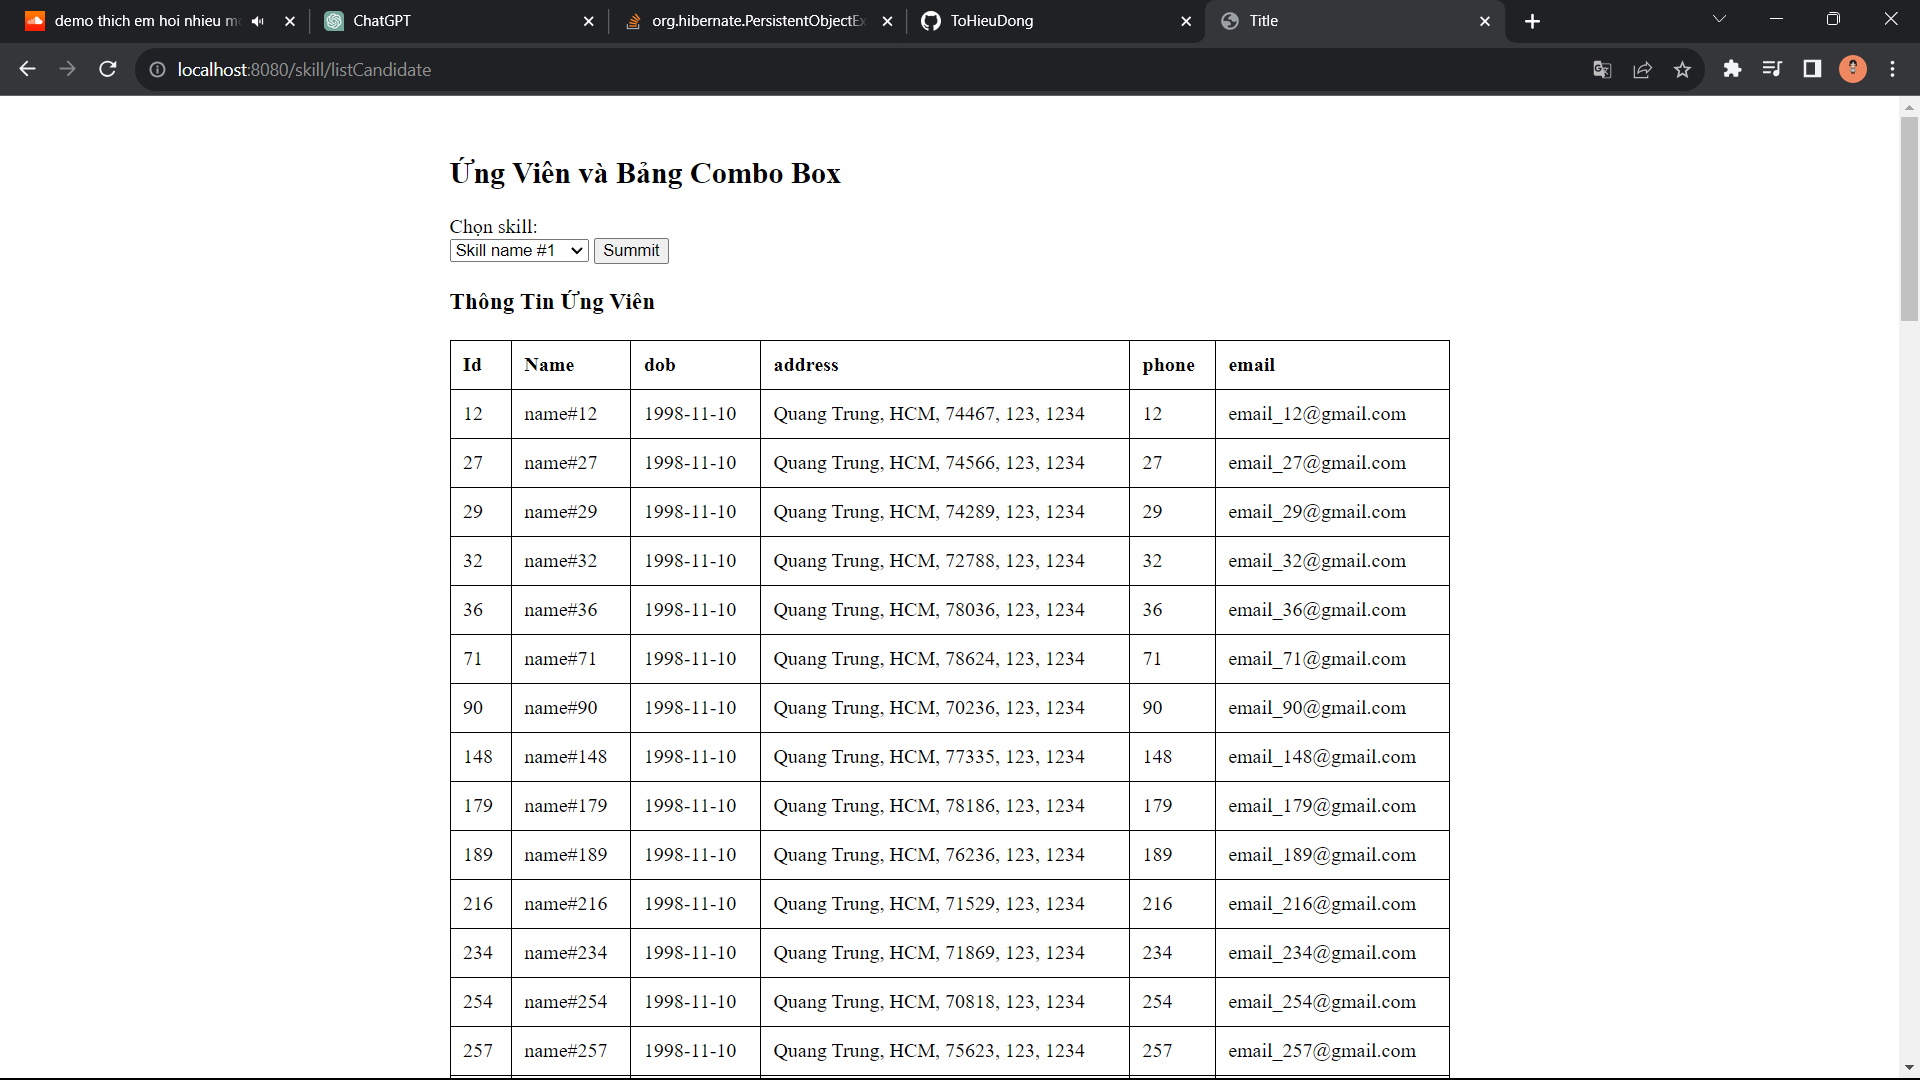 demo thich em hoi nhieu
ChatGPT
org.hibernate.PersistentObjectEx
ToHieuDong
Title
localhost:8080/skill/listCandidate
Ứng Viên và Bảng Combo Box
Chọn skill:
Skill name #1 Summit
Thông Tin Ứng Viên
Id Name dob address phone email
12 name#12 1998-11-10 Quang Trung, HCM, 74467, 123, 1234 12 email_12@gmail.com
27 name#27 1998-11-10 Quang Trung, HCM, 74566, 123, 1234 27 email_27@gmail.com
29 name#29 1998-11-10 Quang Trung, HCM, 74289, 123, 1234 29 email_29@gmail.com
32 name#32 1998-11-10 Quang Trung, HCM, 72788, 123, 1234 32 email_32@gmail.com
36 name#36 1998-11-10 Quang Trung, HCM, 78036, 123, 1234 36 email_36@gmail.com
71 name#71 1998-11-10 Quang Trung, HCM, 78624, 123, 1234 71 email_71@gmail.com
90 name#90 1998-11-10 Quang Trung, HCM, 70236, 123, 1234 90 email_90@gmail.com
148 name#148 1998-11-10 Quang Trung, HCM, 77335, 123, 1234 148 email_148@gmail.com
179 name#179 1998-11-10 Quang Trung, HCM, 78186, 123, 1234 179 email_179@gmail.com
189 name#189 1998-11-10 Quang Trung, HCM, 76236, 123, 1234 189 email_189@gmail.com
216 name#216 1998-11-10 Quang Trung, HCM, 71529, 123, 1234 216 email_216@gmail.com
234 name#234 1998-11-10 Quang Trung, HCM, 71869, 123, 1234 234 email_234@gmail.com
254 name#254 1998-11-10 Quang Trung, HCM, 70818, 123, 1234 254 email_254@gmail.com
257 name#257 1998-11-10 Quang Trung, HCM, 75623, 123, 1234 257 email_257@gmail.com